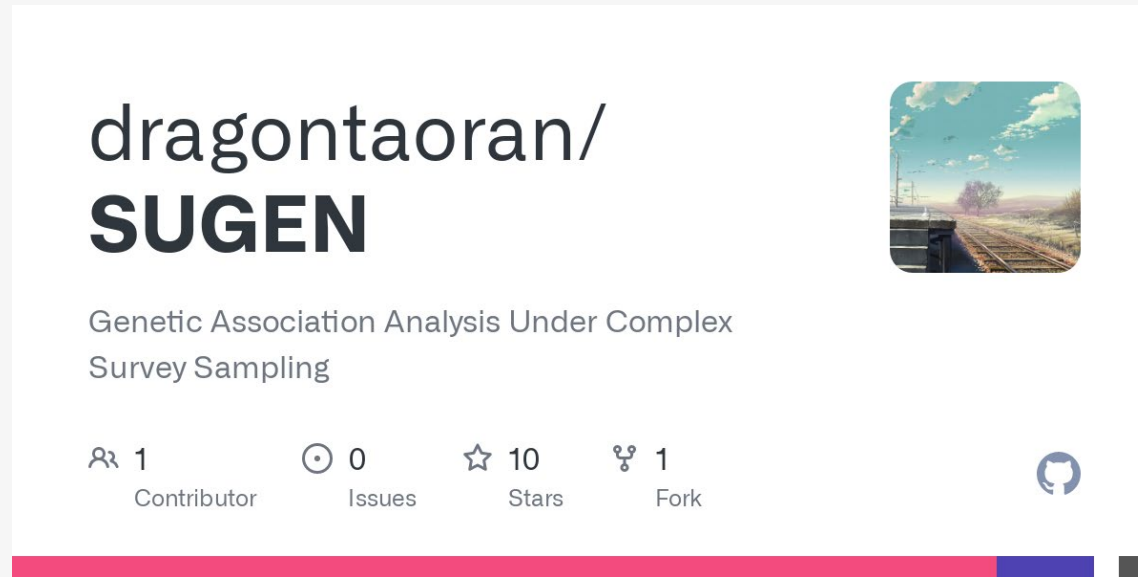 dragontaoran/
SUGEN
Genetic Association Analysis Under Complex
Survey Sampling
1 0 10 1
Contributor Issues Stars Fork